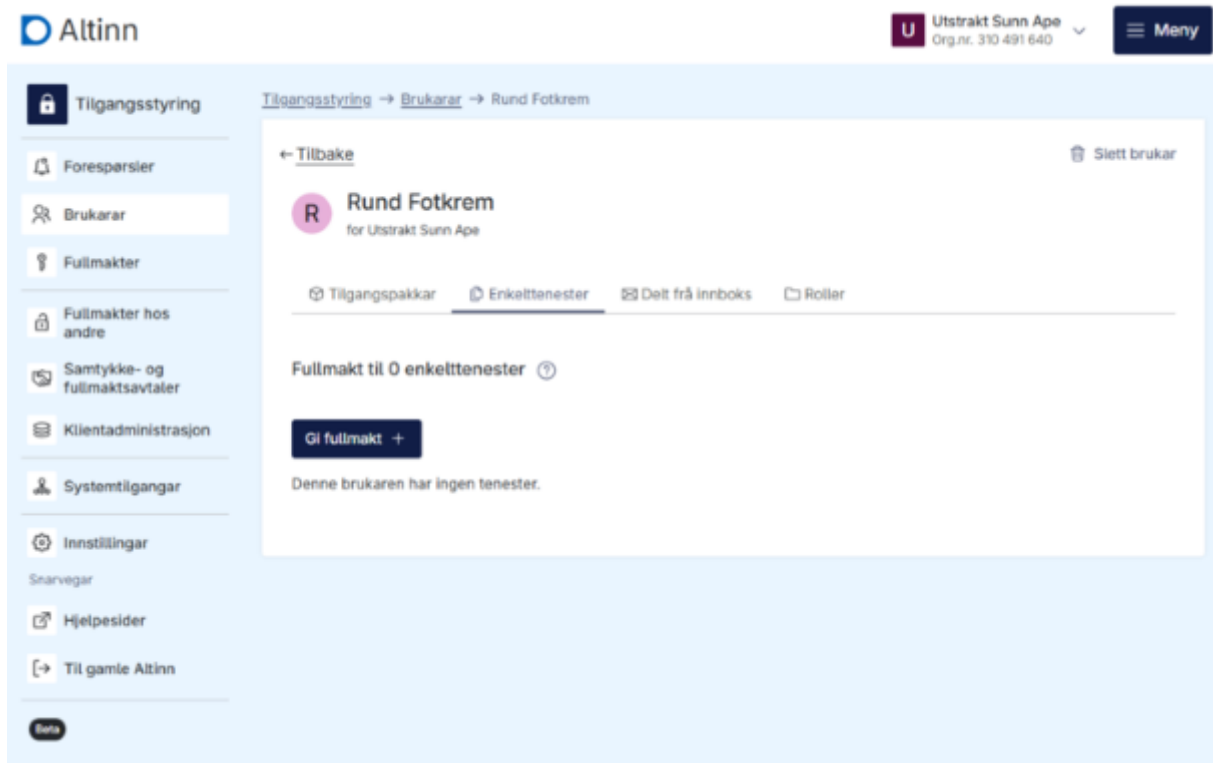 Altinn
U
Utstrakt Sunn Ape
Org.nr. 310 491 640
Meny
Tilgangsstyring
Forespørsler
Brukarar
Fullmakter
Fullmakter hos
andre
Samtykke- og
fullmaktsavtaler
Klientadministrasjon
Systemtilgangar
Innstillingar
Snarvegar
Hjelpesider
Til gamle Altinn
Beta
Tilgangsstyring → Brukarar → Rund Fotkrem
← Tilbake
Slett brukar
R
Rund Fotkrem
for Utstrakt Sunn Ape
Tilgangspakkar Enkelttenester Delt frå innboks Roller
Fullmakt til 0 enkelttenester ?
Gi fullmakt +
Denne brukaren har ingen tenester.